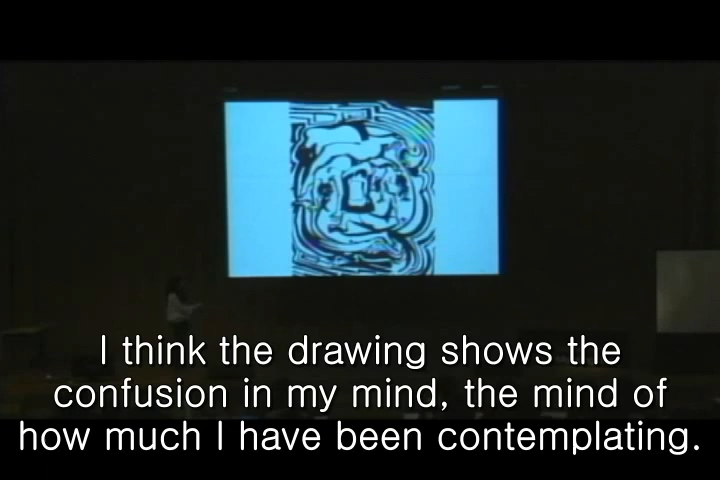 I think the drawing shows the
confusion in my mind, the mind of
how much I have been contemplating.